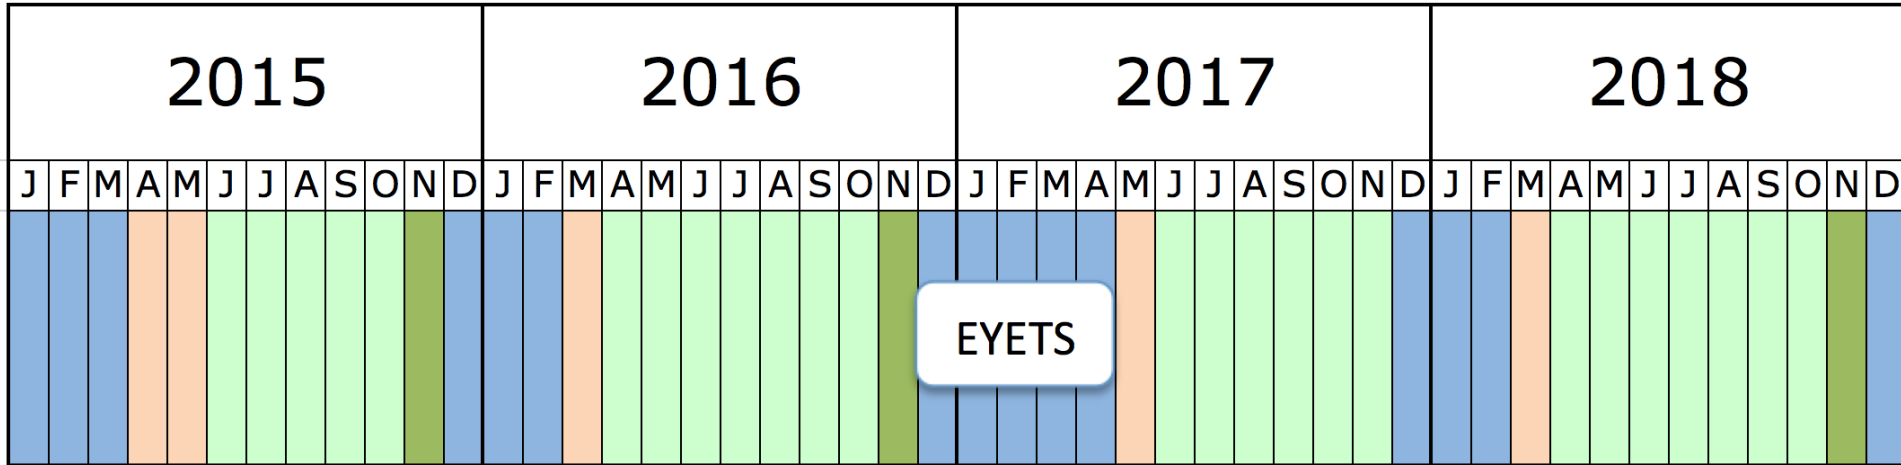 2015 2016 2017 2018
J F M A M J J A S O N D J F M A M J J A S O N D J F M A M J J A S O N D J F M A M J J A S O N D
EYETS